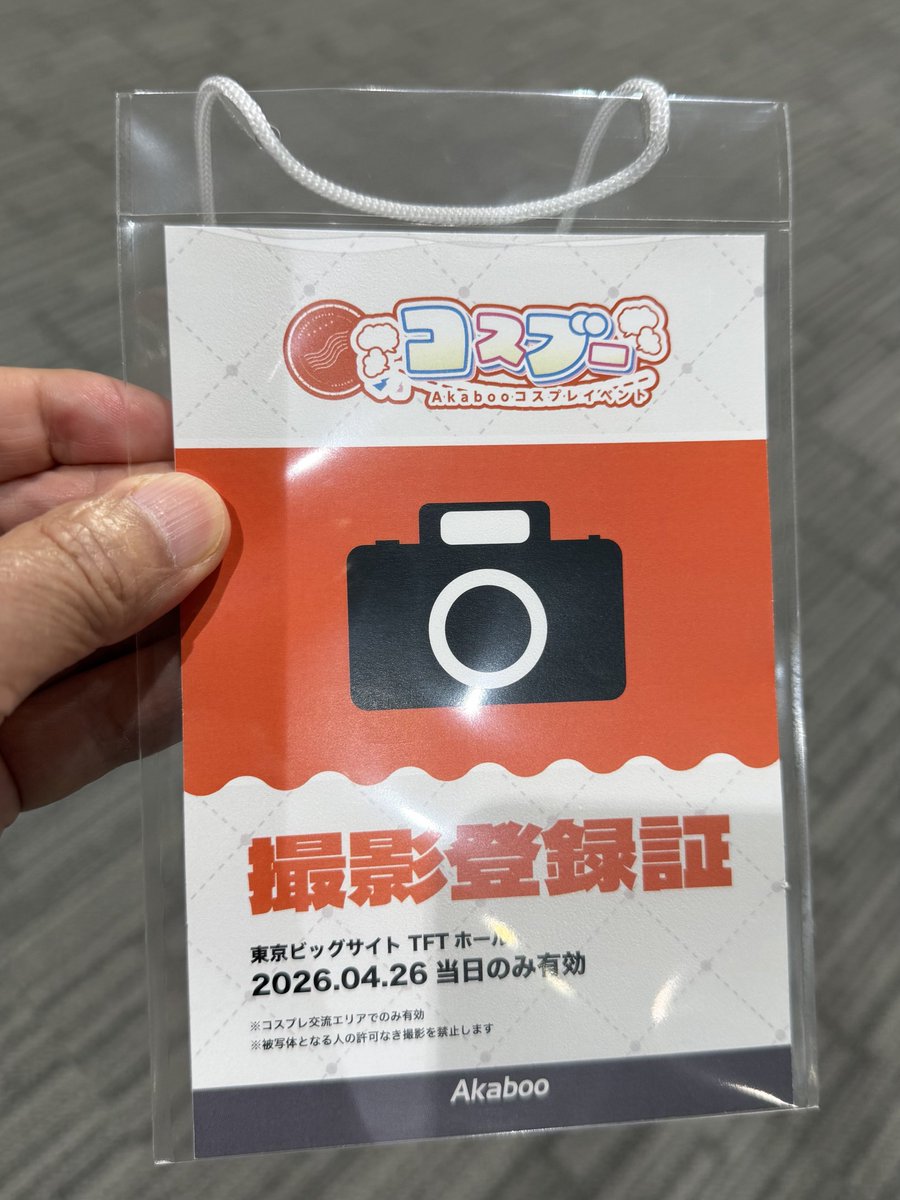 コスブー
Akabooコスプレイベント
撮影登録証
東京ビッグサイト TFT ホール
2026.04.26 当日のみ有効
※コスプレ交流エリアでのみ有効
※被写体となる人の許可なき撮影を禁止します
Akaboo